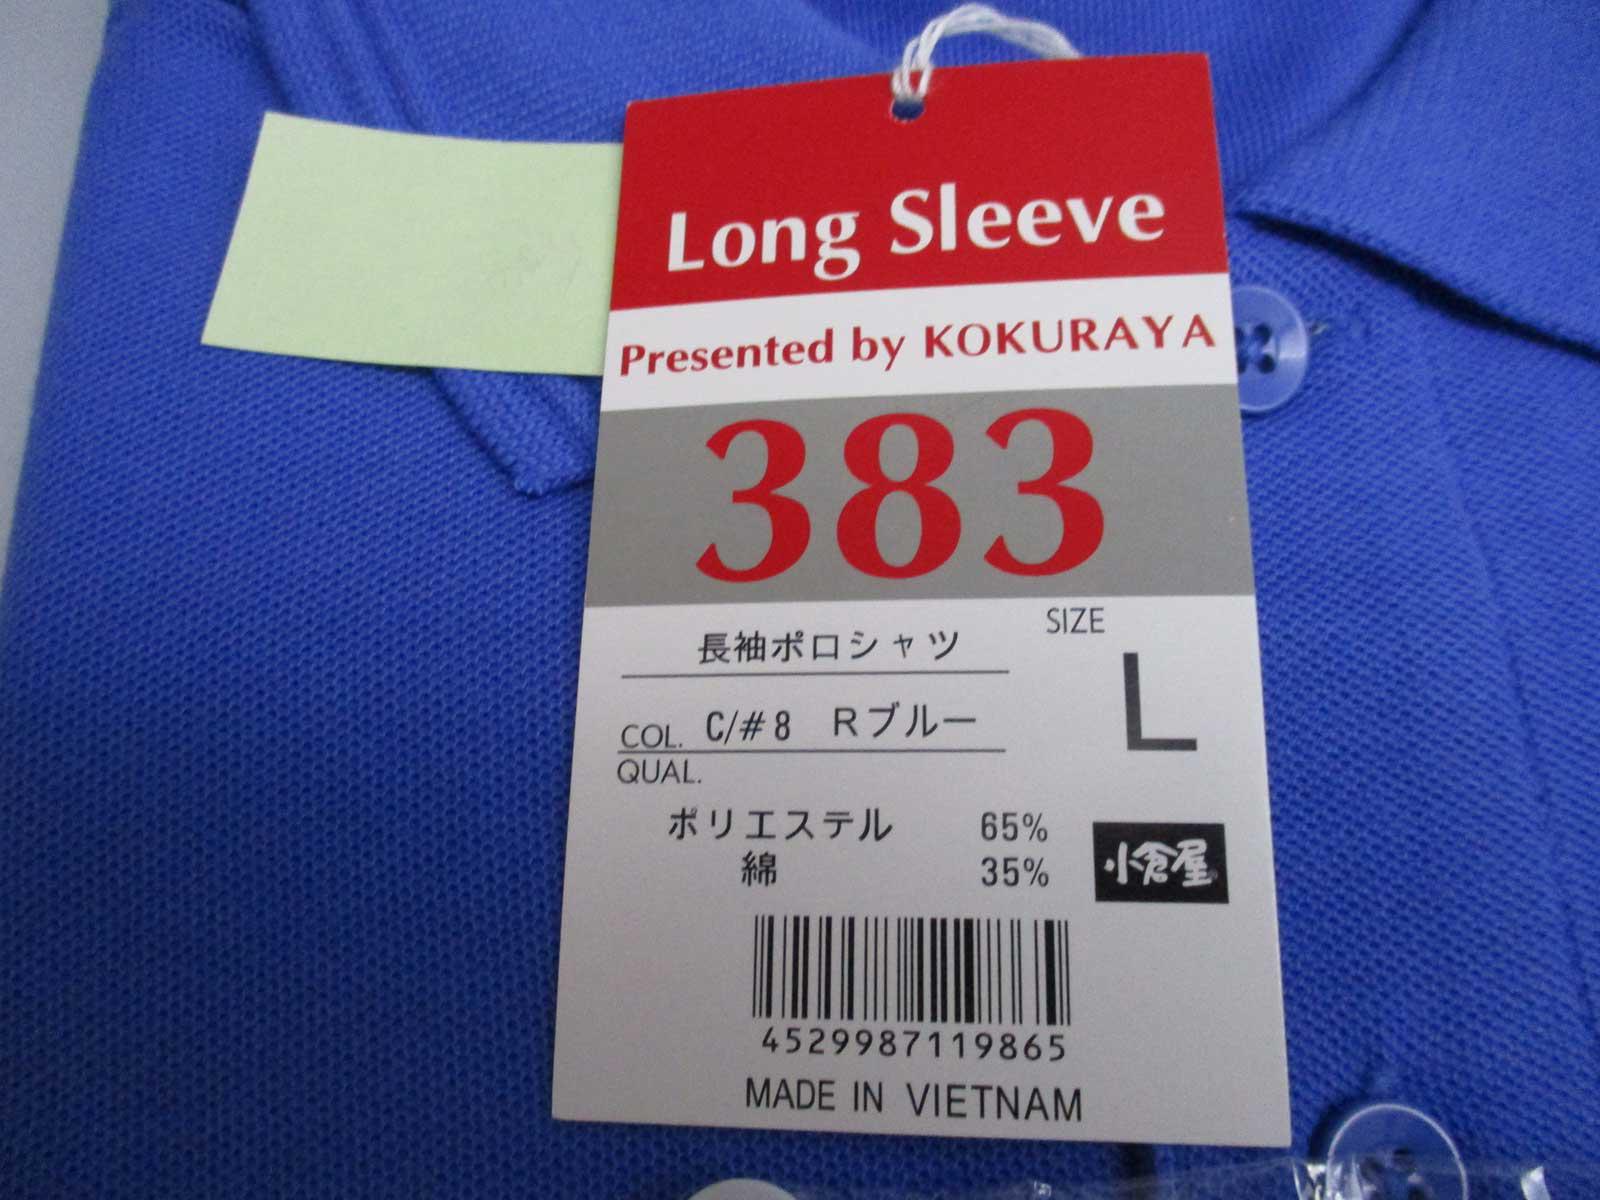 Long Sleeve
Presented by KOKURAYA
383
長袖ポロシャツ
SIZE
L
COL. C/#8 Rブルー
QUAL.
ポリエステル 65%
綿 35%
小倉屋
4529987119865
MADE IN VIETNAM